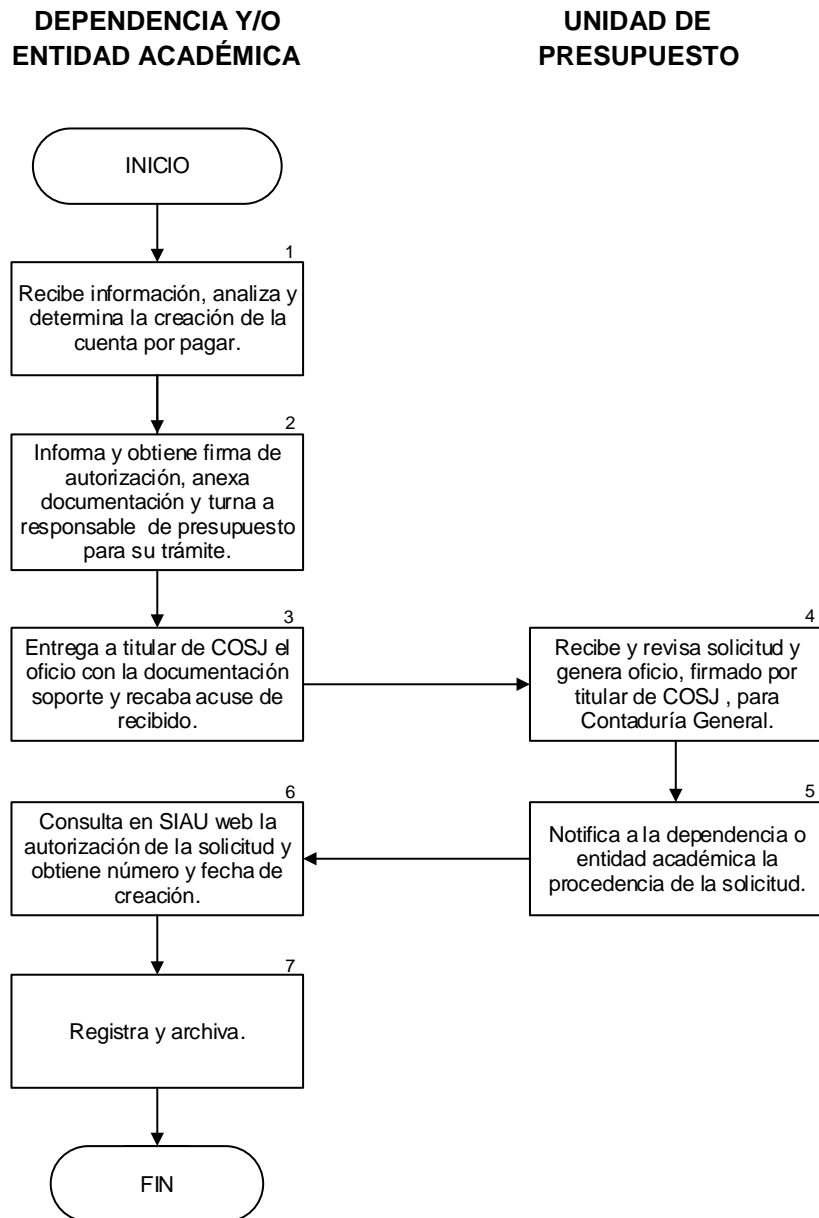 DEPENDENCIA Y/O
ENTIDAD ACADÉMICA
UNIDAD DE
PRESUPUESTO
INICIO
1
Recibe información, analiza y
determina la creación de la
cuenta por pagar.
2
Informa y obtiene firma de
autorización, anexa
documentación y turna a
responsable de presupuesto
para su trámite.
3
Entrega a titular de COSJ el
oficio con la documentación
soporte y recaba acuse de
recibido.
4
Recibe y revisa solicitud y
genera oficio, firmado por
titular de COSJ , para
Contaduría General.
5
Notifica a la dependencia o
entidad académica la
procedencia de la solicitud.
6
Consulta en SIAU web la
autorización de la solicitud y
obtiene número y fecha de
creación.
7
Registra y archiva.
FIN